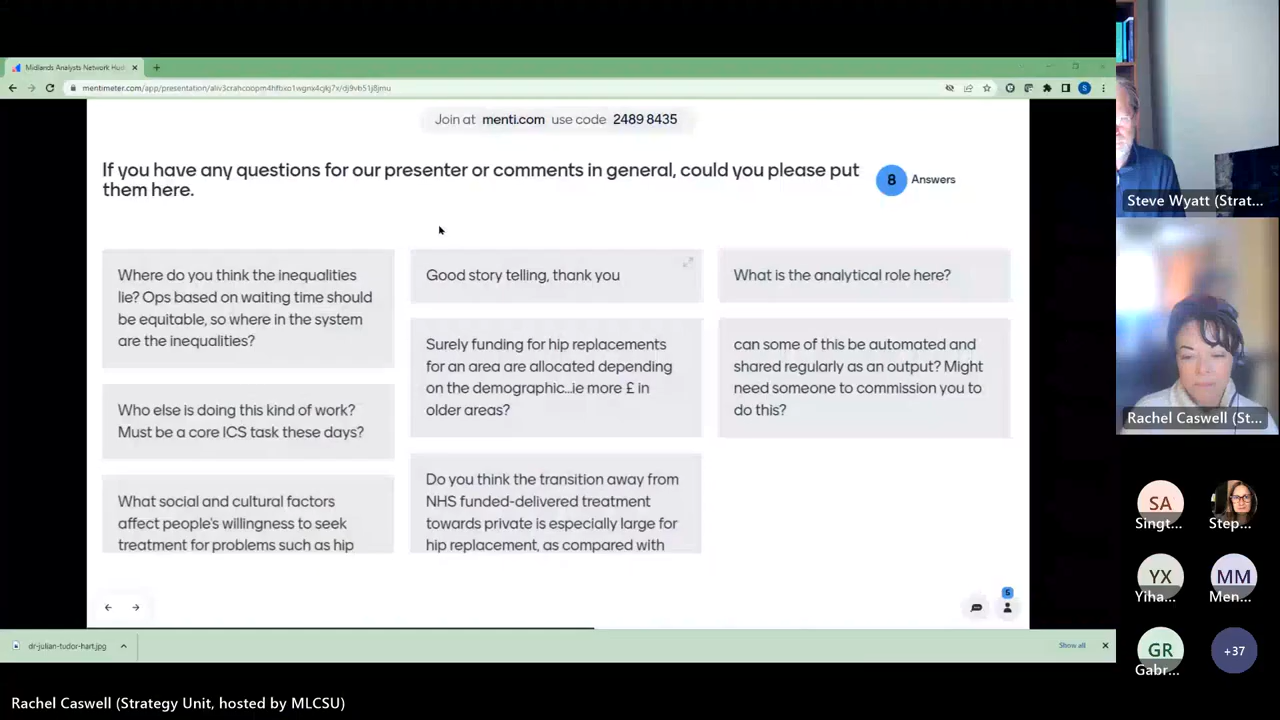 Midlands Analysts Network Hu
mentimeter.com/app/presentation/
Join at menti.com use code 2489 8435
If you have any questions for our presenter or comments in general, could you please put
them here.
8 Answers
Where do you think the inequalities
lie? Ops based on waiting time should
be equitable, so where in the system
are the inequalities?
Who else is doing this kind of work?
Must be a core ICS task these days?
What social and cultural factors
affect people's willingness to seek
treatment for problems such as hip
Good story telling, thank you
Surely funding for hip replacements
for an area are allocated depending
on the demographic...ie more £ in
older areas?
Do you think the transition away from
NHS funded-delivered treatment
towards private is especially large for
hip replacement, as compared with
What is the analytical role here?
can some of this be automated and
shared regularly as an output? Might
need someone to commission you to
do this?
5
S
dr-julian-tudor-hart.jpg
Show all
Steve Wyatt (Strat...
Rachel Caswell (St...
SA
Singt...
Step...
YX
Yiha...
MM
Men...
GR
Gabr...
+37
Rachel Caswell (Strategy Unit, hosted by MLCSU)